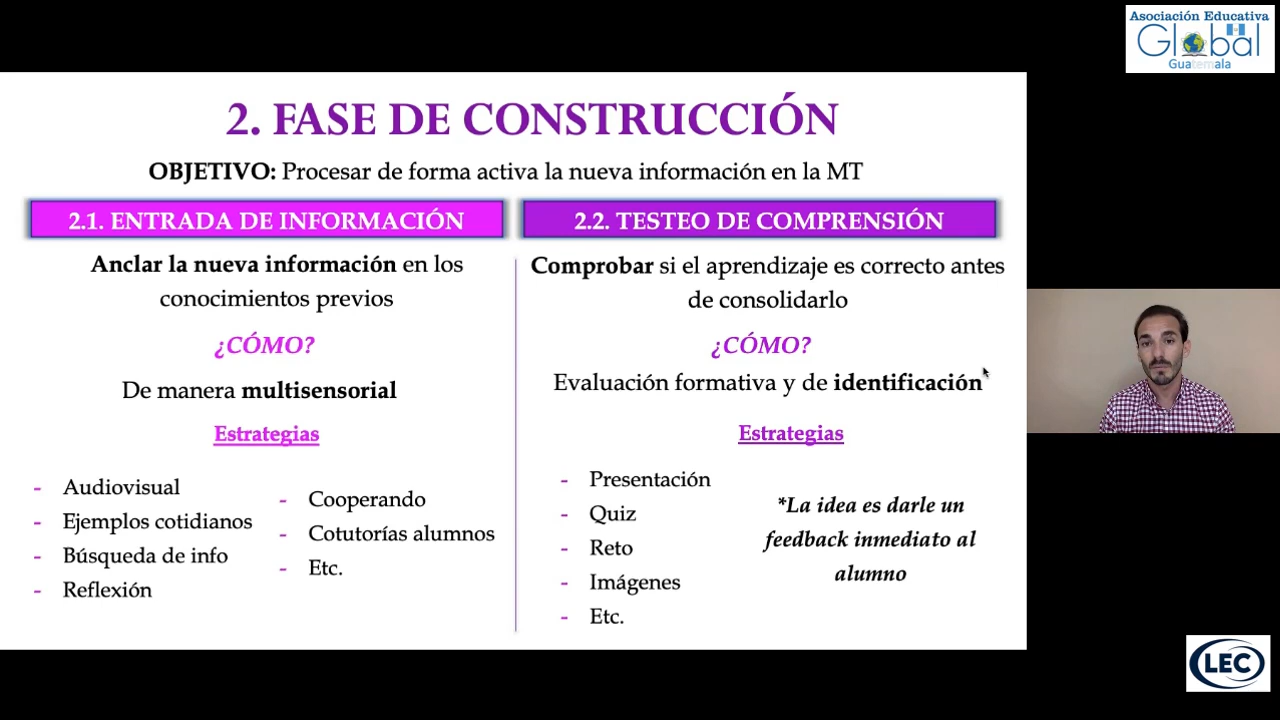 Asociación Educativa
Global
Guatemala
2. FASE DE CONSTRUCCIÓN
OBJETIVO: Procesar de forma activa la nueva información en la MT
2.1. ENTRADA DE INFORMACIÓN
Anclar la nueva información en los
conocimientos previos
¿CÓMO?
De manera multisensorial
Estrategias
- Audiovisual
- Ejemplos cotidianos
- Búsqueda de info
- Reflexión
- Cooperando
- Cotutorías alumnos
- Etc.
2.2. TESTEO DE COMPRENSIÓN
Comprobar si el aprendizaje es correcto antes
de consolidarlo
¿CÓMO?
Evaluación formativa y de identificación
Estrategias
- Presentación
- Quiz
- Reto
- Imágenes
- Etc.
*La idea es darle un
feedback inmediato al
alumno
LEC